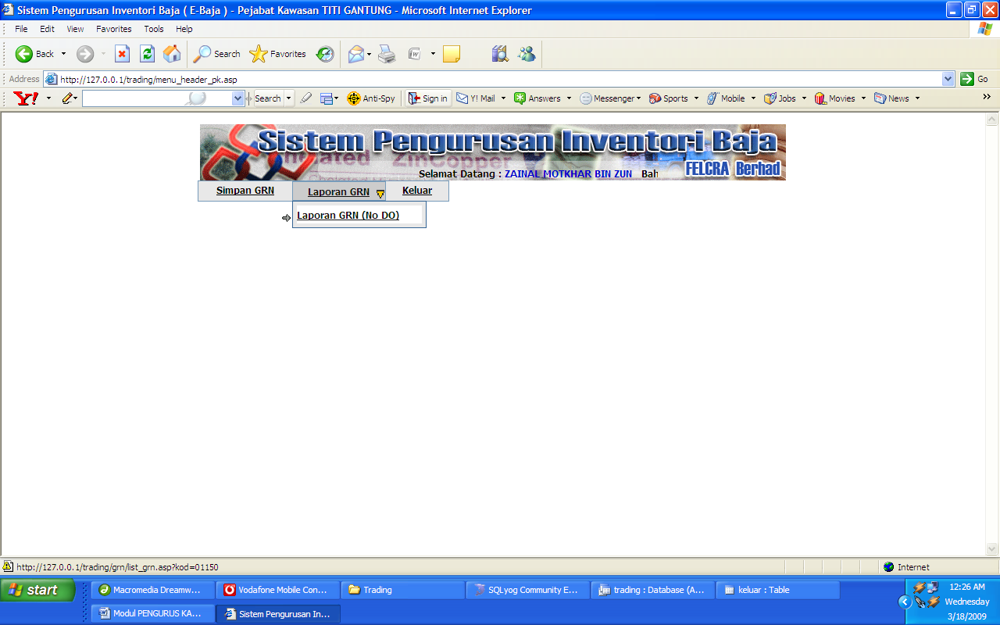 Sistem Pengurusan Inventori Baja ( E-Baja ) - Pejabat Kawasan TITI GANTUNG - Microsoft Internet Explorer
File Edit View Favorites Tools Help
Back Search Favorites
Address http://127.0.0.1/trading/menu_header_pk.asp Go
Y! Search Anti-Spy Sign in Y! Mail Answers Messenger Sports Mobile Jobs Movies News »
Sistem Pengurusan Inventori Baja
ZinCopper
FELCRA Berhad
Selamat Datang : ZAINAL MOTKHAR BIN ZUN Bah
Simpan GRN Laporan GRN Keluar
Laporan GRN (No DO)
http://127.0.0.1/trading/grn/list_grn.asp?kod=01150 Internet
start Macromedia Dreamw... Vodafone Mobile Con... Trading SQLyog Community E... trading : Database (A... keluar : Table 12:26 AM
Wednesday
Modul PENGURUS KA... Sistem Pengurusan In... 3/18/2009